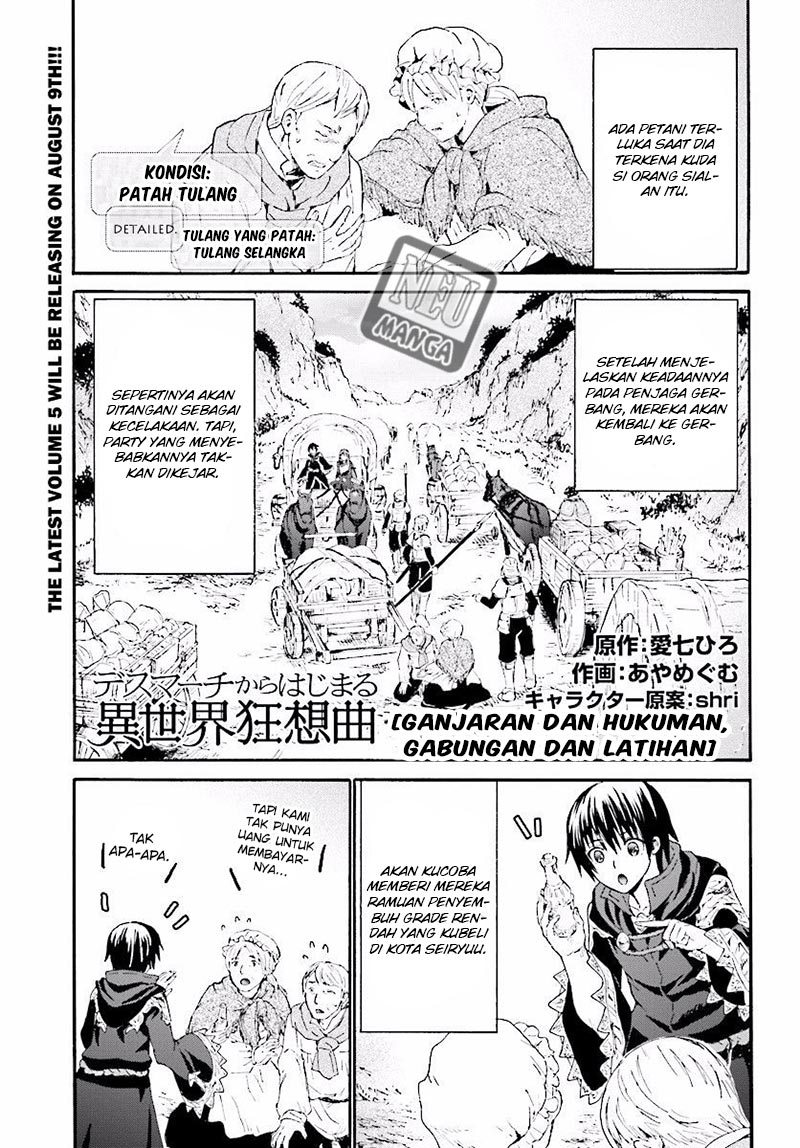 THE LATEST VOLUME 5 WILL BE RELEASING ON AUGUST 9TH!!!
ADA PETANI TER-
LUKA SAAT DIA
TERKENA KUDA
SI ORANG SIAL-
AN ITU.
KONDISI:
PATAH TULANG
DETAILED.
TULANG YANG PATAH:
TULANG SELANGKA
NEU
MANGA
SETELAH MENJE-
LASKAN KEADAANNYA
PADA PENJAGA GER-
BANG, MEREKA AKAN
KEMBALI KE GER-
BANG.
SEPERTINYA AKAN
DITANGANI SEBAGAI
KECELAKAAN. TAPI,
PARTY YANG MENYE-
BABKANNYA TAK-
KAN DIKEJAR.
原作：愛七ひろ
作画：あやめぐむ
キャラクター原案：shri
デスマーチからはじまる
異世界狂想曲
[GANJARAN DAN HUKUMAN,
GABUNGAN DAN LATIHAN]
AKAN KUCOBA
MEMBERI MEREKA
RAMUAN PENYEM-
BUH GRADE REN-
DAH YANG KUBELI
DI KOTA SEIRYUU.
TAPI KAMI
TAK PUNYA
UANG UNTUK
MEMBAYAR-
NYA...
TAK
APA-APA.